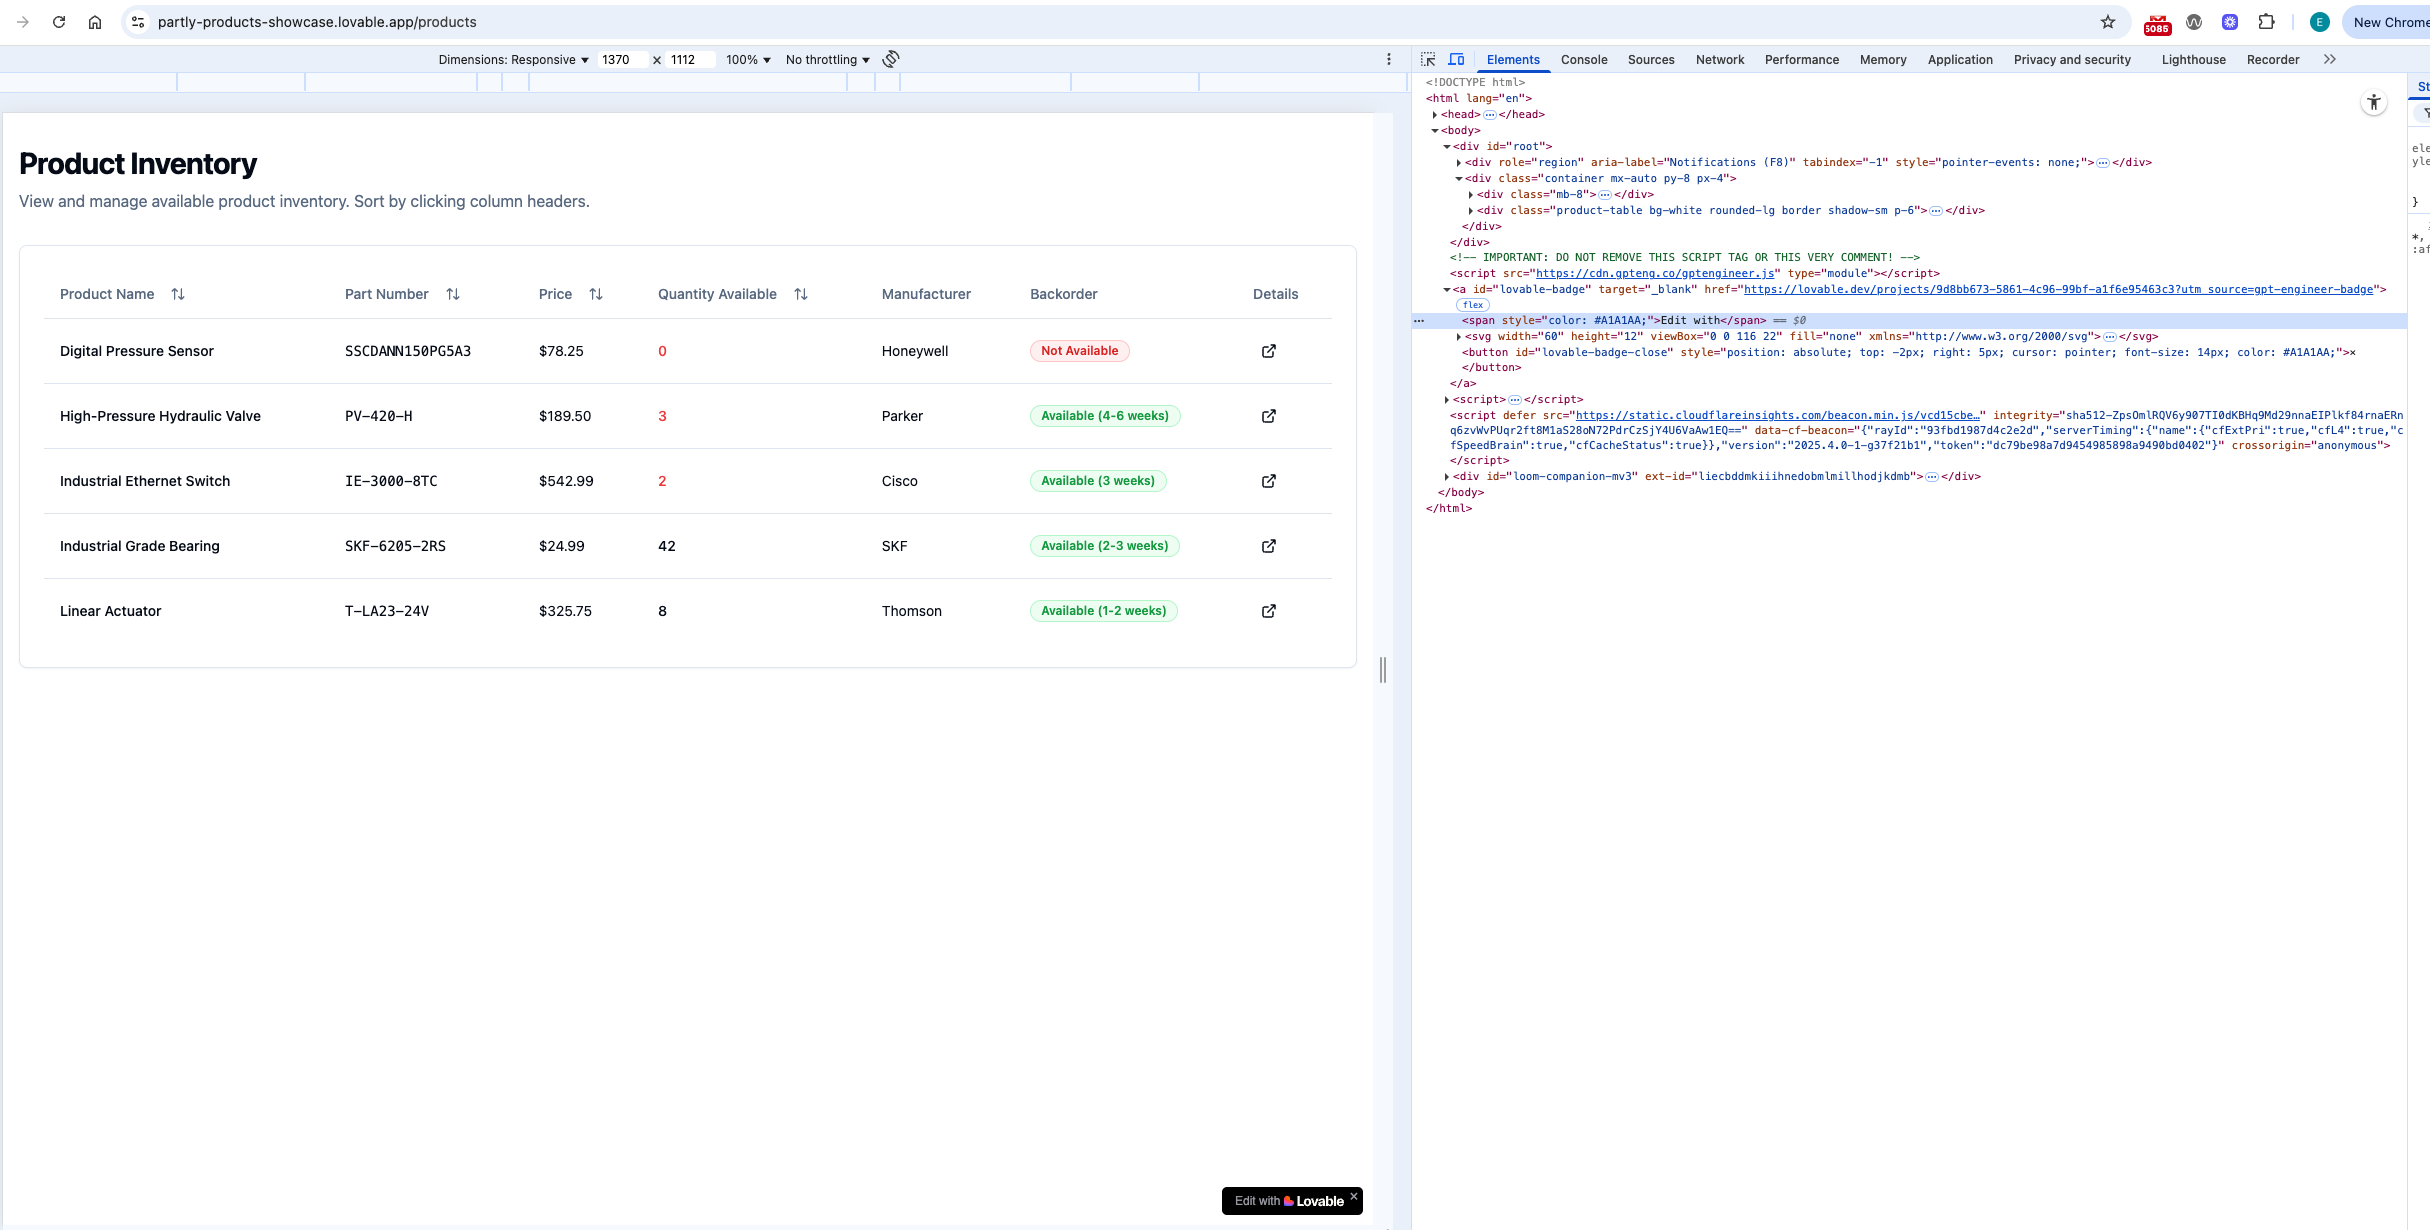 partly-products-showcase.lovable.app/products
5085
E
New Chrome
Dimensions: Responsive 1370 x 1112 100% No throttling
Elements Console Sources Network Performance Memory Application Privacy and security Lighthouse Recorder
Product Inventory
View and manage available product inventory. Sort by clicking column headers.
Product Name Part Number Price Quantity Available Manufacturer Backorder Details
Digital Pressure Sensor SSCDANN150PG5A3 $78.25 0 Honeywell Not Available
High-Pressure Hydraulic Valve PV-420-H $189.50 3 Parker Available (4-6 weeks)
Industrial Ethernet Switch IE-3000-8TC $542.99 2 Cisco Available (3 weeks)
Industrial Grade Bearing SKF-6205-2RS $24.99 42 SKF Available (2-3 weeks)
Linear Actuator T-LA23-24V $325.75 8 Thomson Available (1-2 weeks)
Edit with Lovable ×
<!DOCTYPE html>
<html lang="en">
<head>…</head>
<body>
<div id="root">
<div role="region" aria-label="Notifications (F8)" tabindex="-1" style="pointer-events: none;">…</div>
<div class="container mx-auto py-8 px-4">
<div class="mb-8">…</div>
<div class="product-table bg-white rounded-lg border shadow-sm p-6">…</div>
</div>
</div>
<!-- IMPORTANT: DO NOT REMOVE THIS SCRIPT TAG OR THIS VERY COMMENT! -->
<script src="https://cdn.gpteng.co/gptengineer.js" type="module"></script>
<a id="lovable-badge" target="_blank" href="https://lovable.dev/projects/9d8bb673-5861-4c96-99bf-a1f6e95463c3?utm_source=gpt-engineer-badge">
flex
<span style="color: #A1A1AA;">Edit with</span> == $0
<svg width="60" height="12" viewBox="0 0 116 22" fill="none" xmlns="http://www.w3.org/2000/svg">…</svg>
<button id="lovable-badge-close" style="position: absolute; top: -2px; right: 5px; cursor: pointer; font-size: 14px; color: #A1A1AA;">×
</button>
</a>
<script>…</script>
<script defer src="https://static.cloudflareinsights.com/beacon.min.js/vcd15cbe…" integrity="sha512-ZpsOmlRQV6y907TI0dKBHq9Md29nnaEIPlkf84rnaERn
q6zvWvPUqr2ft8M1aS28oN72PdrCzSjY4U6VaAw1EQ==" data-cf-beacon="{"rayId":"93fbd1987d4c2e2d","serverTiming":{"name":{"cfExtPri":true,"cfL4":true,"c
fSpeedBrain":true,"cfCacheStatus":true}},"version":"2025.4.0-1-g37f21b1","token":"dc79be98a7d9454985898a9490bd0402"}" crossorigin="anonymous">
</script>
<div id="loom-companion-mv3" ext-id="liecbddmkiiihnedobmlmillhodjkdmb">…</div>
</body>
</html>
St
ele
yle
}
*,
:af